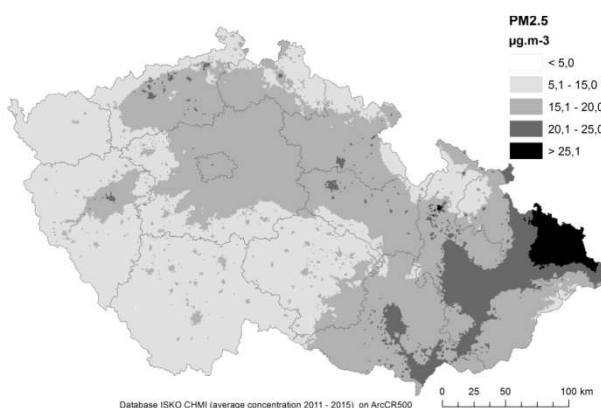 PM2.5
µg.m-3
< 5,0
5,1 - 15,0
15,1 - 20,0
20,1 - 25,0
> 25,1
Database ISKO CHMI (average concentration 2011 - 2015) on ArcCR500
0 25 50 100 km